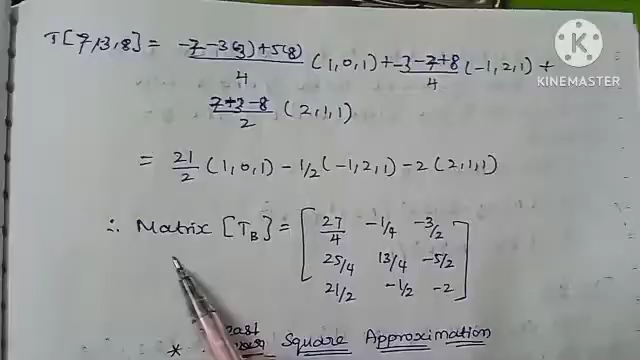 T[7,3,8] = -7-3(3)+5(8)/4 (1,0,1) + 3-7+8/4 (-1,2,1) +
7+3-8/2 (2,1,1)
= 21/2 (1,0,1) - 1/2 (-1,2,1) - 2 (2,1,1)
∴ Matrix [T_B] = [ 27/4 -1/4 -3/2
25/4 13/4 -5/2
21/2 -1/2 -2 ]
* Square Approximation
KINEMASTER